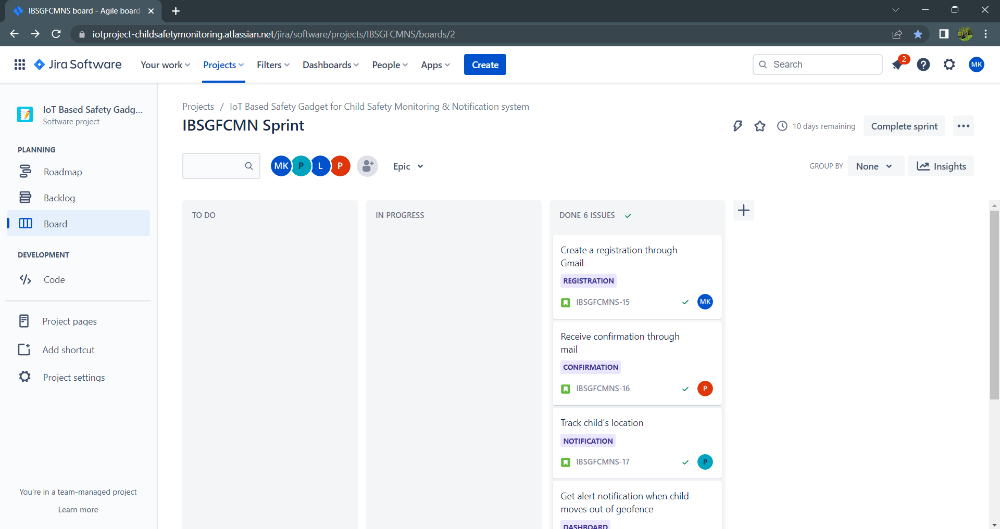 IBSGFCMNS board - Agile board
iotproject-childsafetymonitoring.atlassian.net/jira/software/projects/IBSGFCMNS/boards/2
Jira Software
Your work
Projects
Filters
Dashboards
People
Apps
Create
Search
2
MK
IoT Based Safety Gadg...
Software project
PLANNING
Roadmap
Backlog
Board
DEVELOPMENT
Code
Project pages
Add shortcut
Project settings
You're in a team-managed project
Learn more
Projects / IoT Based Safety Gadget for Child Safety Monitoring & Notification system
IBSGFCMN Sprint
10 days remaining
Complete sprint
MK P L P
Epic
GROUP BY
None
Insights
TO DO
IN PROGRESS
DONE 6 ISSUES
Create a registration through
Gmail
REGISTRATION
IBSGFCMNS-15
MK
Receive confirmation through
mail
CONFIRMATION
IBSGFCMNS-16
P
Track child's location
NOTIFICATION
IBSGFCMNS-17
P
Get alert notification when child
moves out of geofence
DASHBOARD